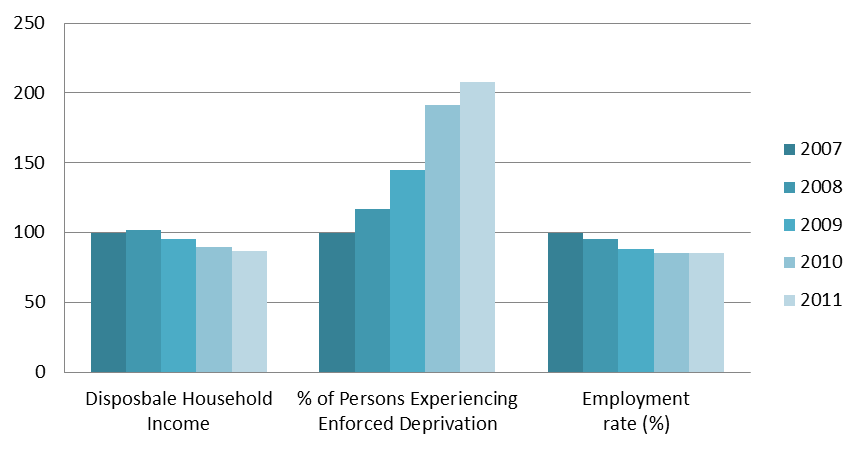 250
200
150
100
50
0
Disposbale Household
Income
% of Persons Experiencing
Enforced Deprivation
Employment
rate (%)
2007
2008
2009
2010
2011